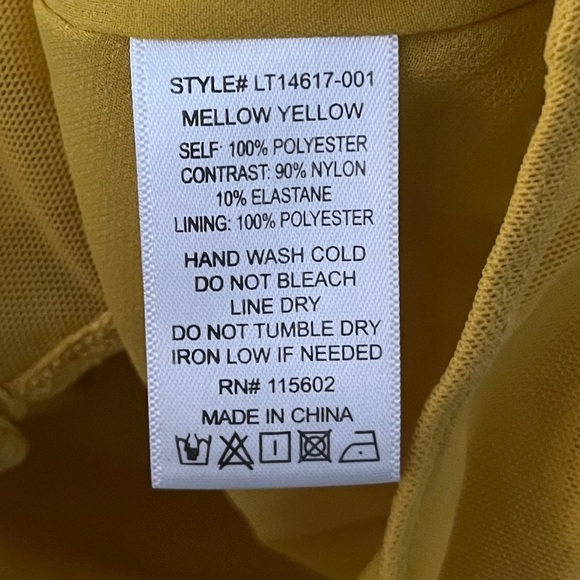 STYLE# LT14617-001
MELLOW YELLOW
SELF: 100% POLYESTER
CONTRAST: 90% NYLON
10% ELASTANE
LINING: 100% POLYESTER
HAND WASH COLD
DO NOT BLEACH
LINE DRY
DO NOT TUMBLE DRY
IRON LOW IF NEEDED
RN# 115602
MADE IN CHINA